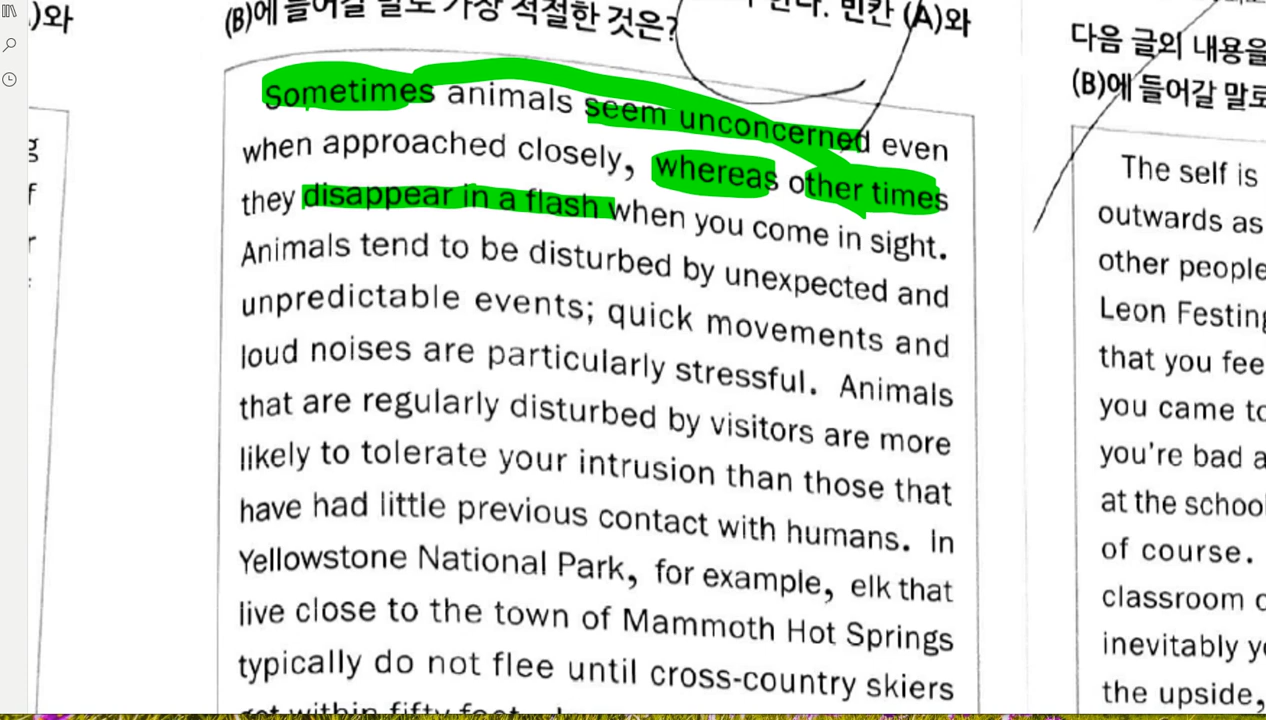 )와
(B)에 들어갈 말로 가장 적절한 것은?
한다. 빈칸 (A)와
Sometimes animals seem unconcerned even
when approached closely, whereas other times
they disappear in a flash when you come in sight.
Animals tend to be disturbed by unexpected and
unpredictable events; quick movements and
loud noises are particularly stressful. Animals
that are regularly disturbed by visitors are more
likely to tolerate your intrusion than those that
have had little previous contact with humans. In
Yellowstone National Park, for example, elk that
live close to the town of Mammoth Hot Springs
typically do not flee until cross-country skiers
get within fifty feet
다음 글의 내용을
(B)에 들어갈 말로
The self is
outwards as
other people
Leon Festing
that you fee
you came to
you're bad a
at the schoo
of course.
classroom
inevitably y
the upside,